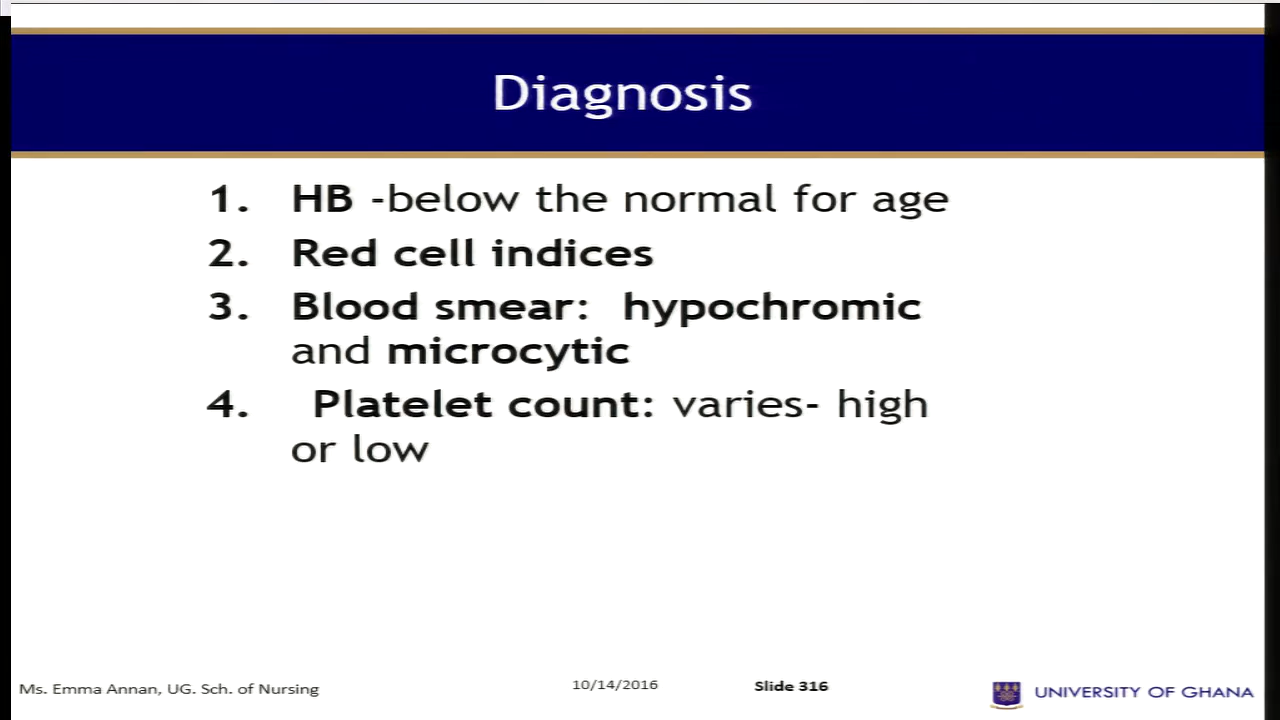 Diagnosis
1. HB -below the normal for age
2. Red cell indices
3. Blood smear: hypochromic
and microcytic
4. Platelet count: varies- high
or low
Ms. Emma Annan, UG. Sch. of Nursing
10/14/2016
Slide 316
UNIVERSITY OF GHANA